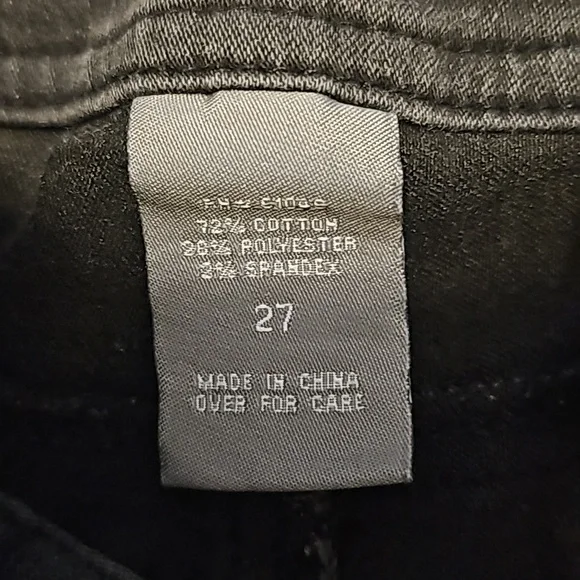 72% COTTON
26% POLYESTER
2% SPANDEX
27
MADE IN CHINA
OVER FOR CARE